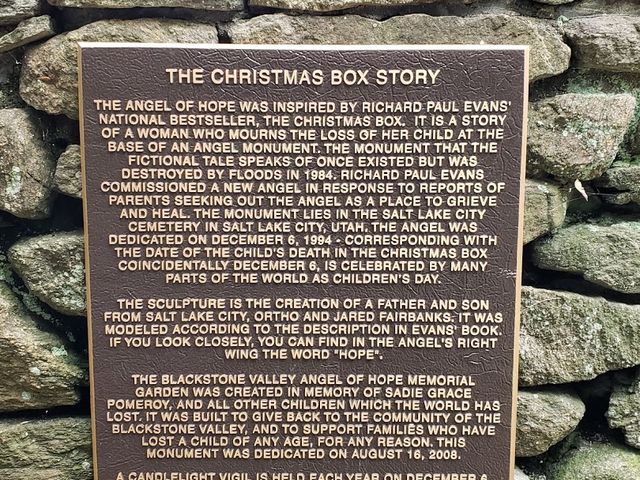 THE CHRISTMAS BOX STORY
THE ANGEL OF HOPE WAS INSPIRED BY RICHARD PAUL EVANS'
NATIONAL BESTSELLER, THE CHRISTMAS BOX. IT IS A STORY
OF A WOMAN WHO MOURNS THE LOSS OF HER CHILD AT THE
BASE OF AN ANGEL MONUMENT. THE MONUMENT THAT THE
FICTIONAL TALE SPEAKS OF ONCE EXISTED BUT WAS
DESTROYED BY FLOODS IN 1984. RICHARD PAUL EVANS
COMMISSIONED A NEW ANGEL IN RESPONSE TO REPORTS OF
PARENTS SEEKING OUT THE ANGEL AS A PLACE TO GRIEVE
AND HEAL. THE MONUMENT LIES IN THE SALT LAKE CITY
CEMETERY IN SALT LAKE CITY, UTAH. THE ANGEL WAS
DEDICATED ON DECEMBER 6, 1994 - CORRESPONDING WITH
THE DATE OF THE CHILD'S DEATH IN THE CHRISTMAS BOX
COINCIDENTALLY DECEMBER 6, IS CELEBRATED BY MANY
PARTS OF THE WORLD AS CHILDREN'S DAY.
THE SCULPTURE IS THE CREATION OF A FATHER AND SON
FROM SALT LAKE CITY, ORTHO AND JARED FAIRBANKS. IT WAS
MODELED ACCORDING TO THE DESCRIPTION IN EVANS' BOOK.
IF YOU LOOK CLOSELY, YOU CAN FIND IN THE ANGEL'S RIGHT
WING THE WORD "HOPE".
THE BLACKSTONE VALLEY ANGEL OF HOPE MEMORIAL
GARDEN WAS CREATED IN MEMORY OF SADIE GRACE
POMEROY, AND ALL OTHER CHILDREN WHICH THE WORLD HAS
LOST. IT WAS BUILT TO GIVE BACK TO THE COMMUNITY OF THE
BLACKSTONE VALLEY, AND TO SUPPORT FAMILIES WHO HAVE
LOST A CHILD OF ANY AGE, FOR ANY REASON. THIS
MONUMENT WAS DEDICATED ON AUGUST 16, 2008.
A CANDLELIGHT VIGIL IS HELD EACH YEAR ON DECEMBER 6